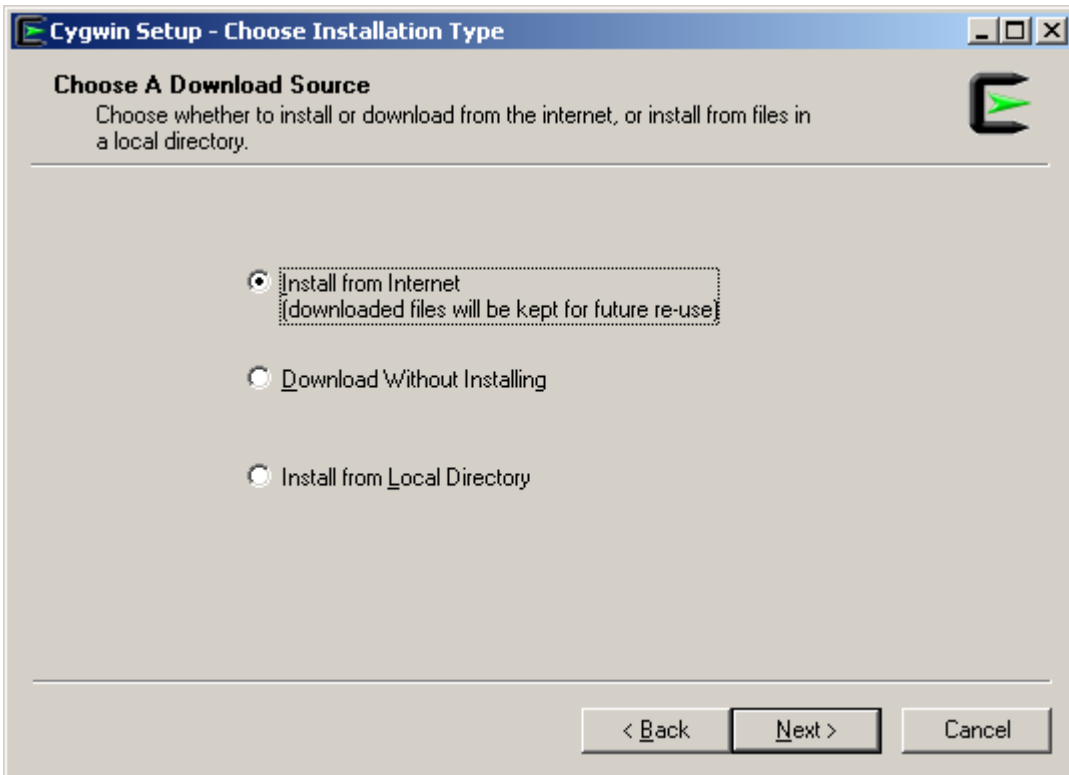 Cygwin Setup - Choose Installation Type
Choose A Download Source
Choose whether to install or download from the internet, or install from files in
a local directory.
Install from Internet
(downloaded files will be kept for future re-use)
Download Without Installing
Install from Local Directory
< Back
Next >
Cancel